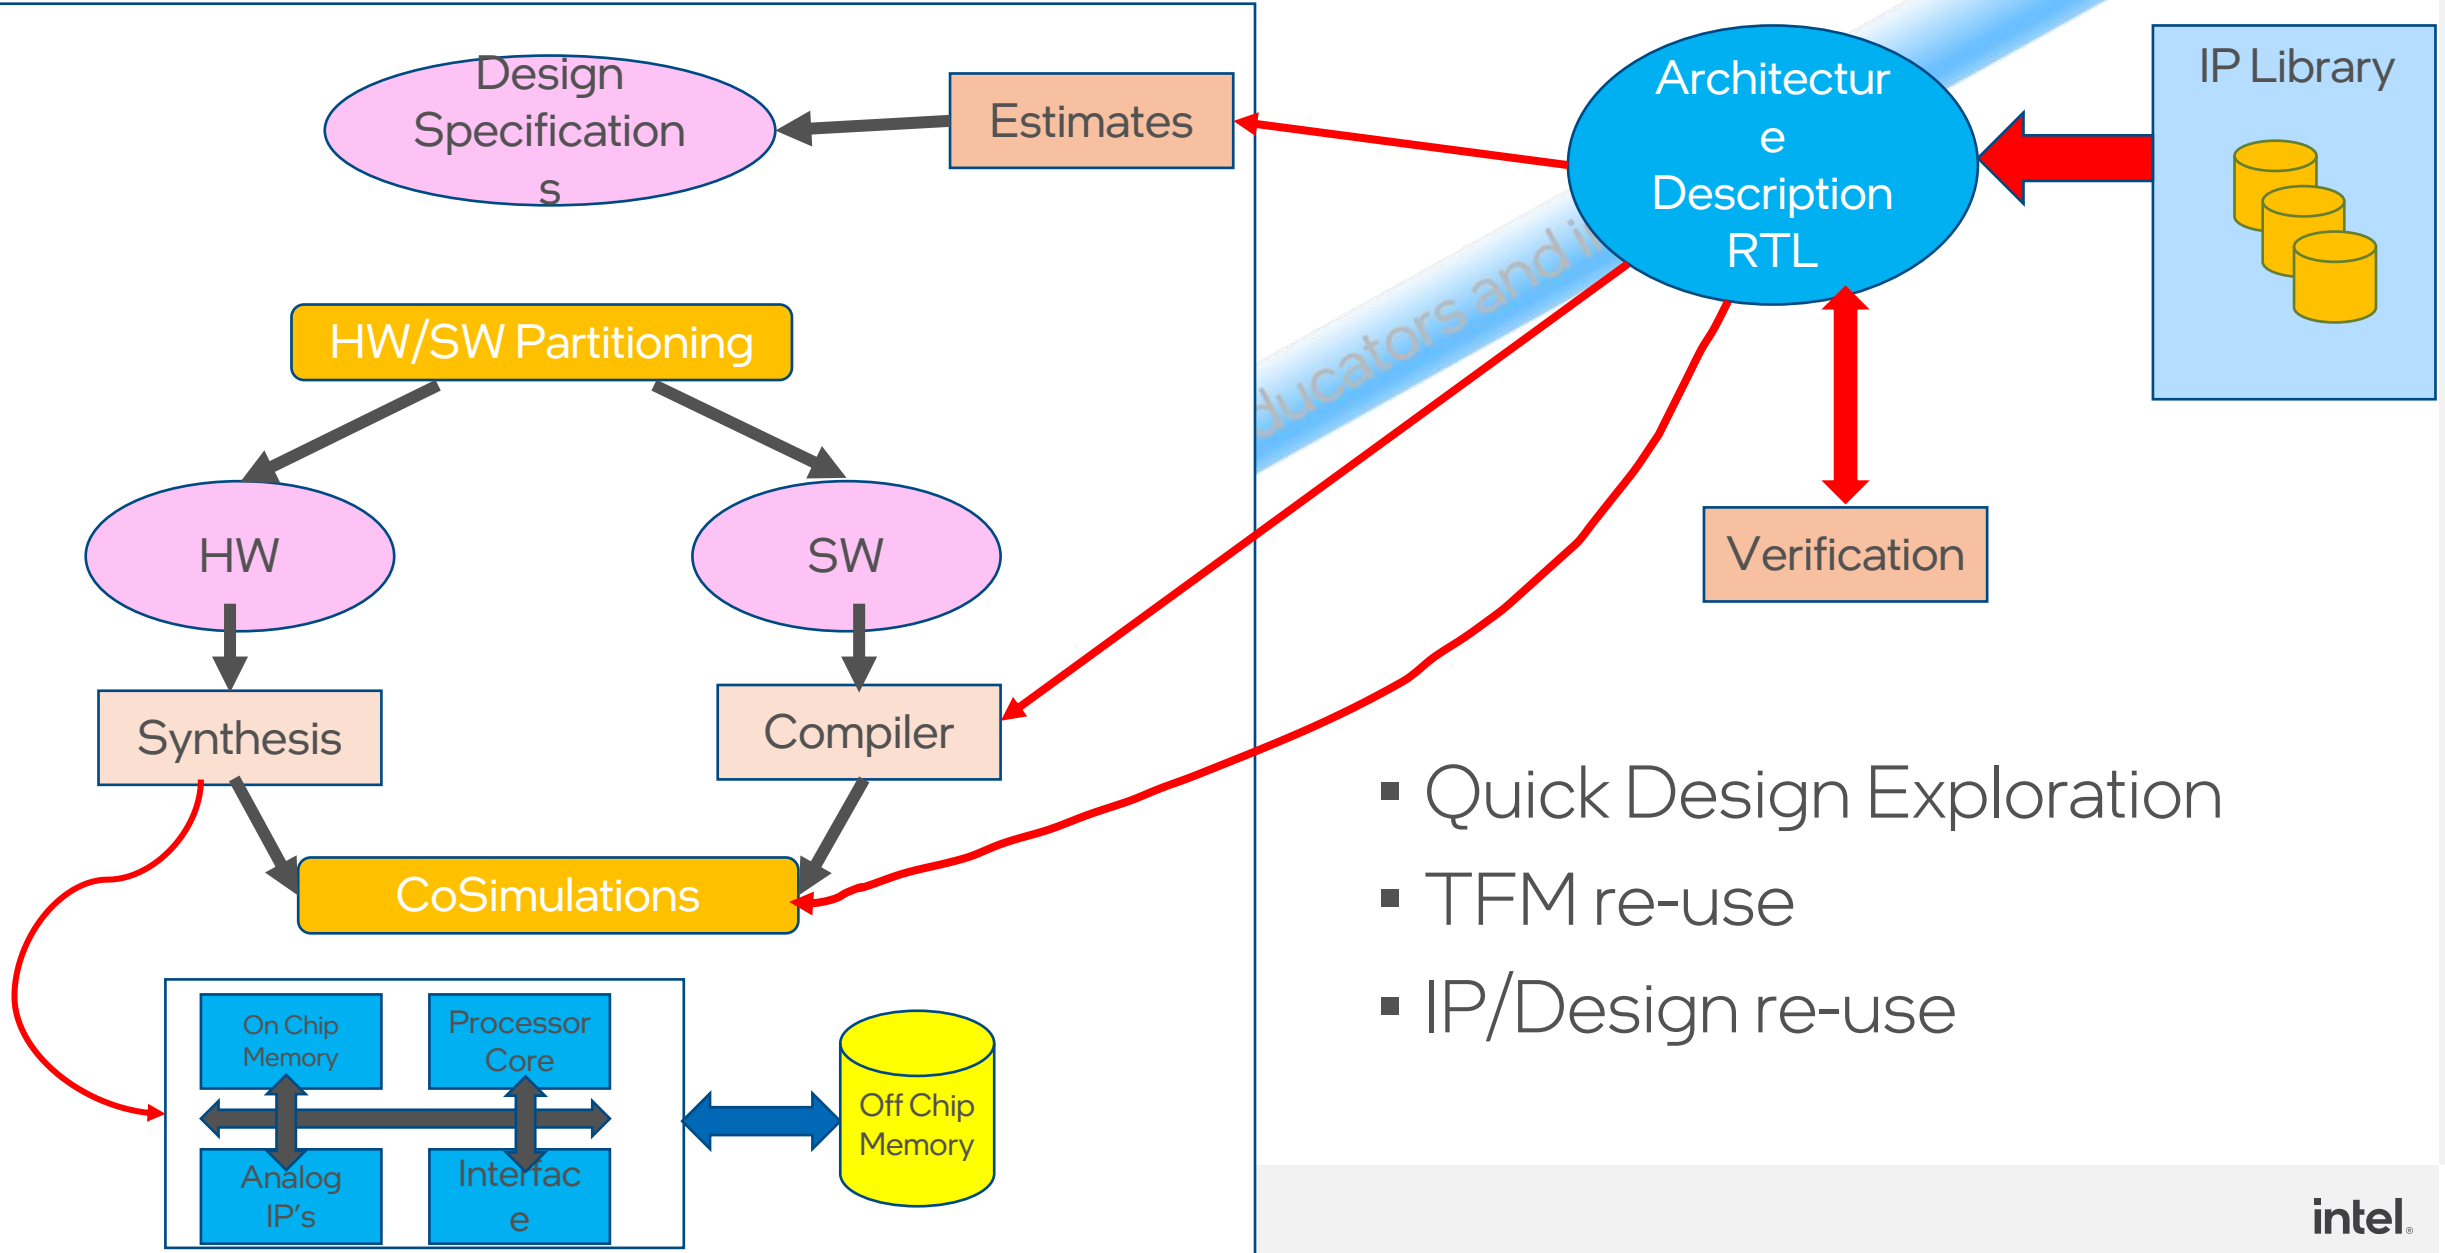 Design
Specification
s
Estimates
Architectur
e
Description
RTL
IP Library
HW/SW Partitioning
HW
SW
Verification
Synthesis
Compiler
CoSimulations
On Chip
Memory
Processor
Core
Analog
IP's
Interfac
e
Off Chip
Memory
▪ Quick Design Exploration
▪ TFM re-use
▪ IP/Design re-use
ducators and i
intel.